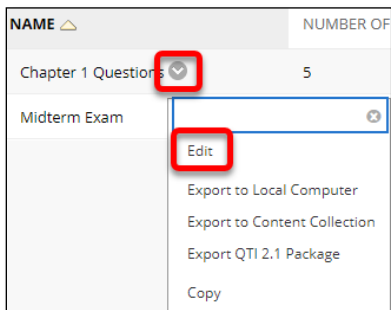 NAME NUMBER OF
Chapter 1 Questions 5
Midterm Exam
Edit
Export to Local Computer
Export to Content Collection
Export QTI 2.1 Package
Copy